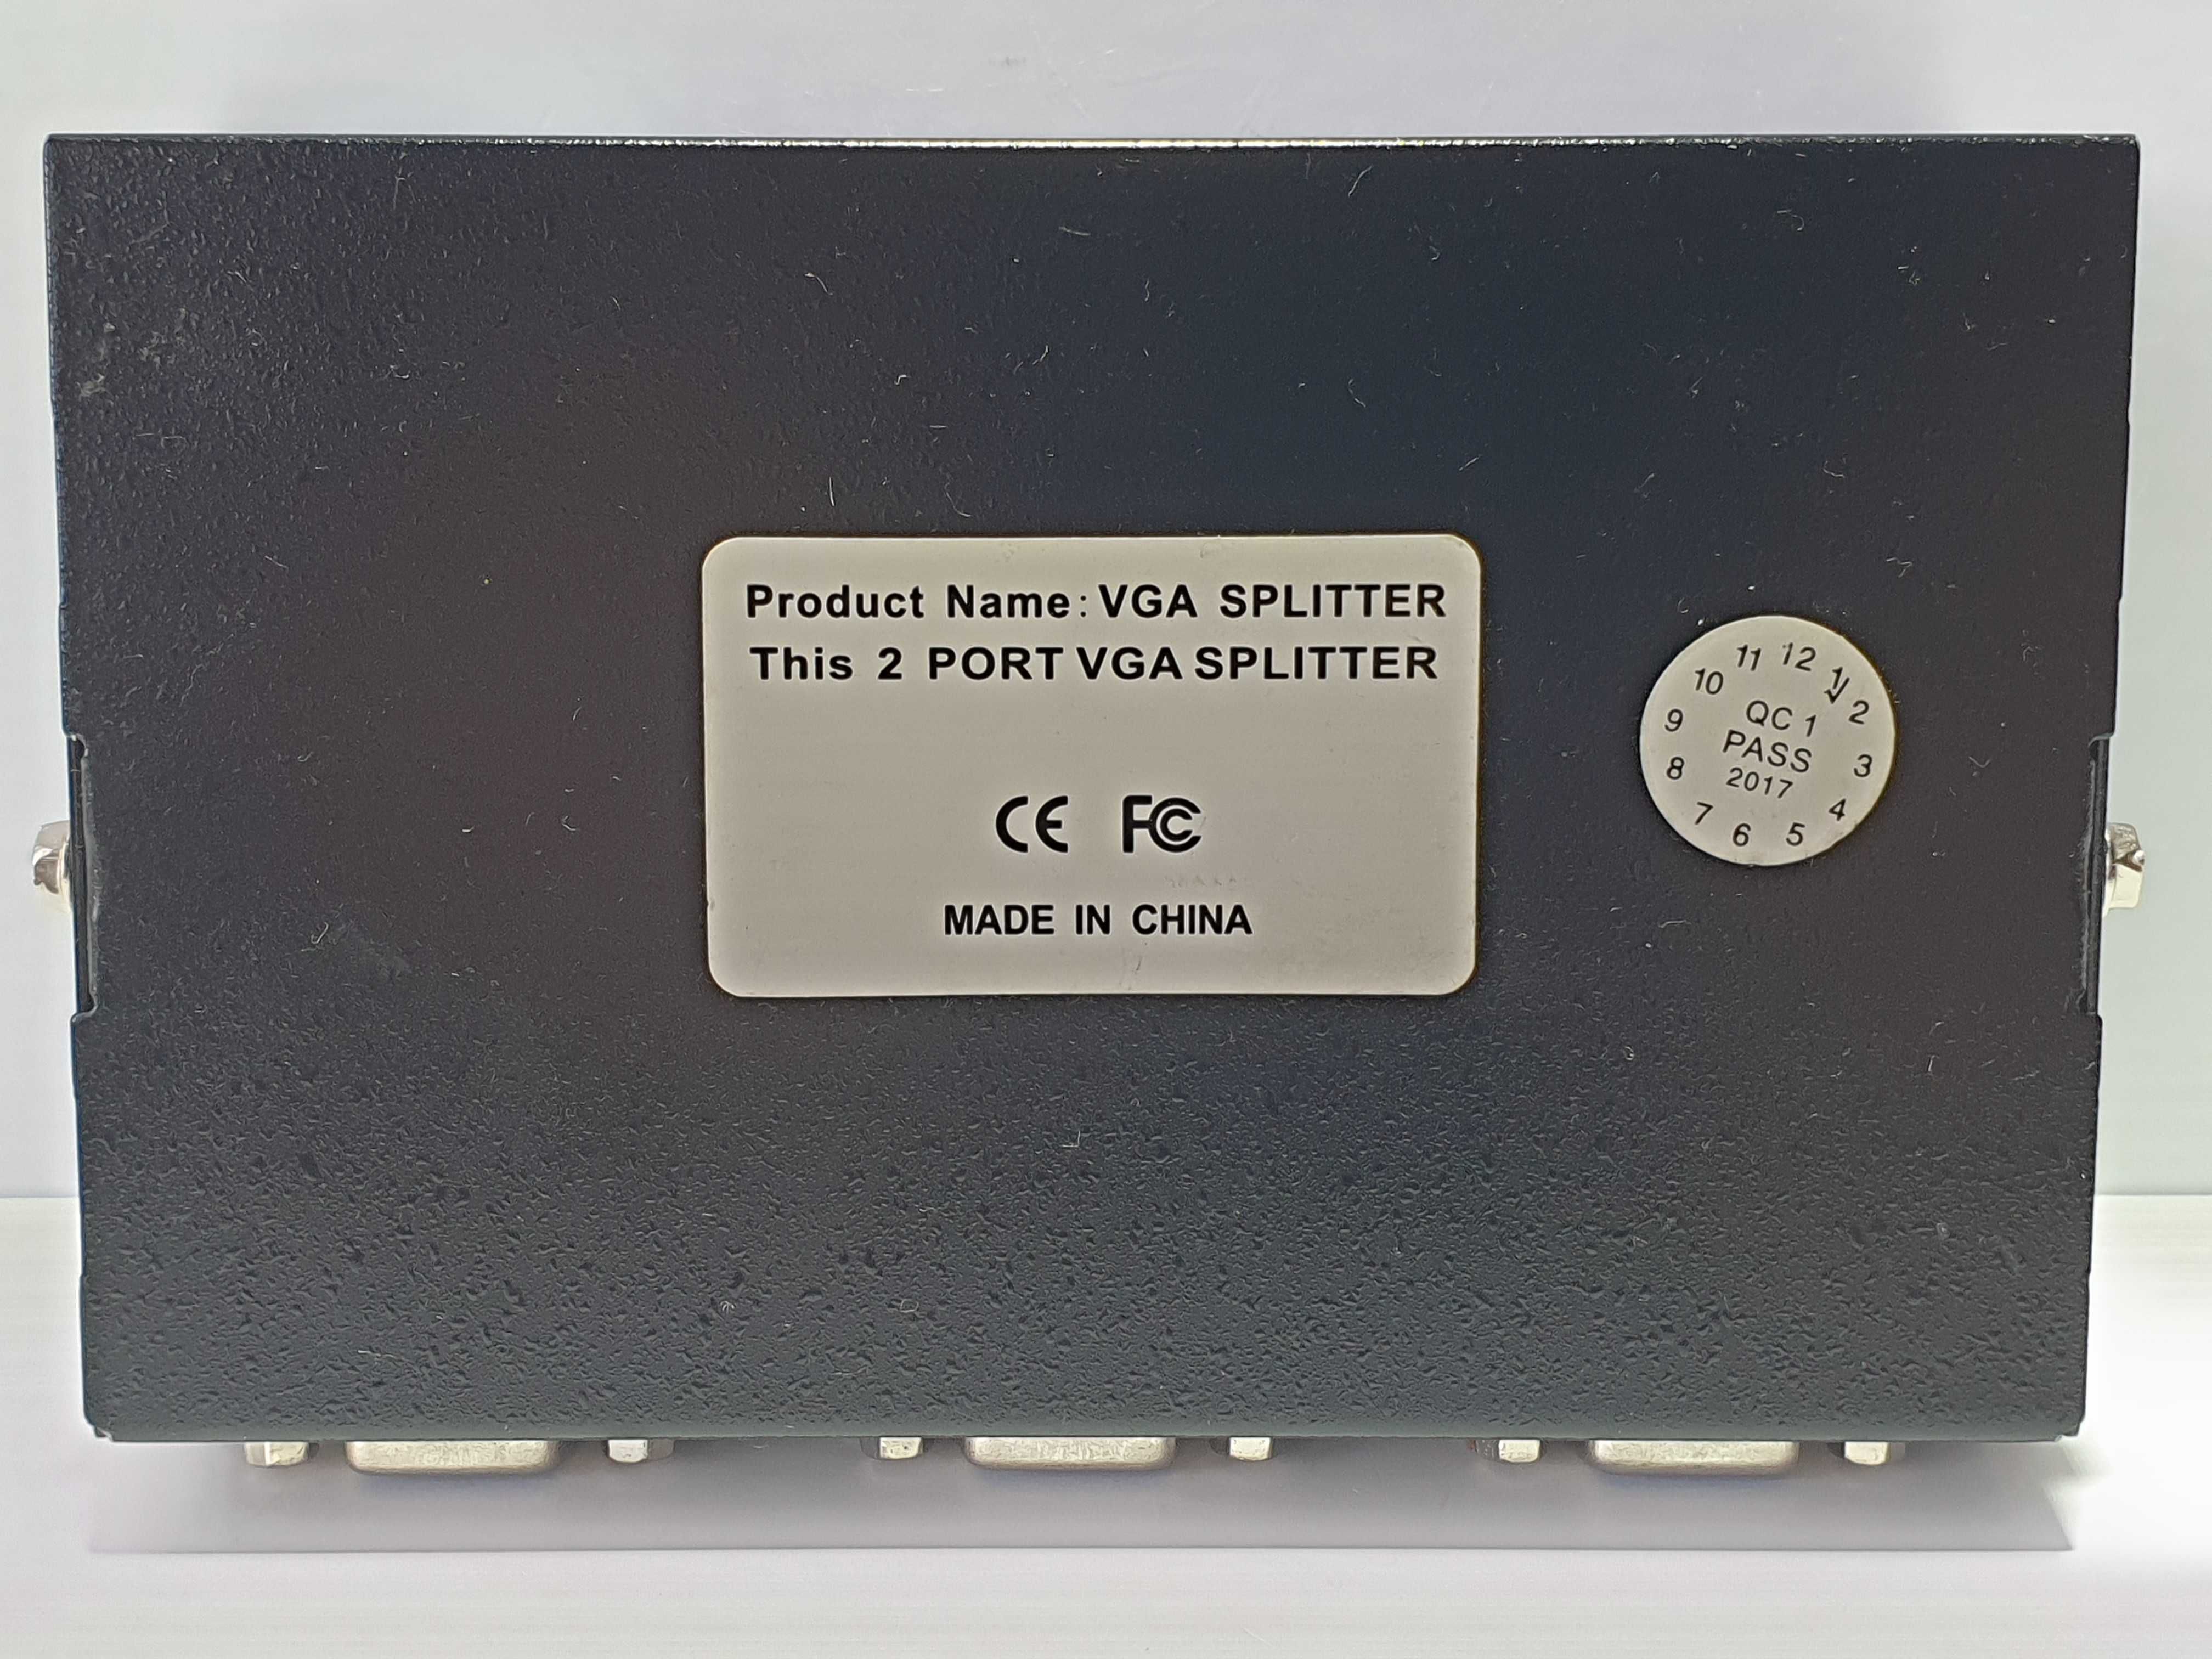 Product Name: VGA SPLITTER
This 2 PORT VGA SPLITTER
CE FC
MADE IN CHINA
11 12 1 2 3 4 5 6 7 8 9 10
QC 1
PASS
2017